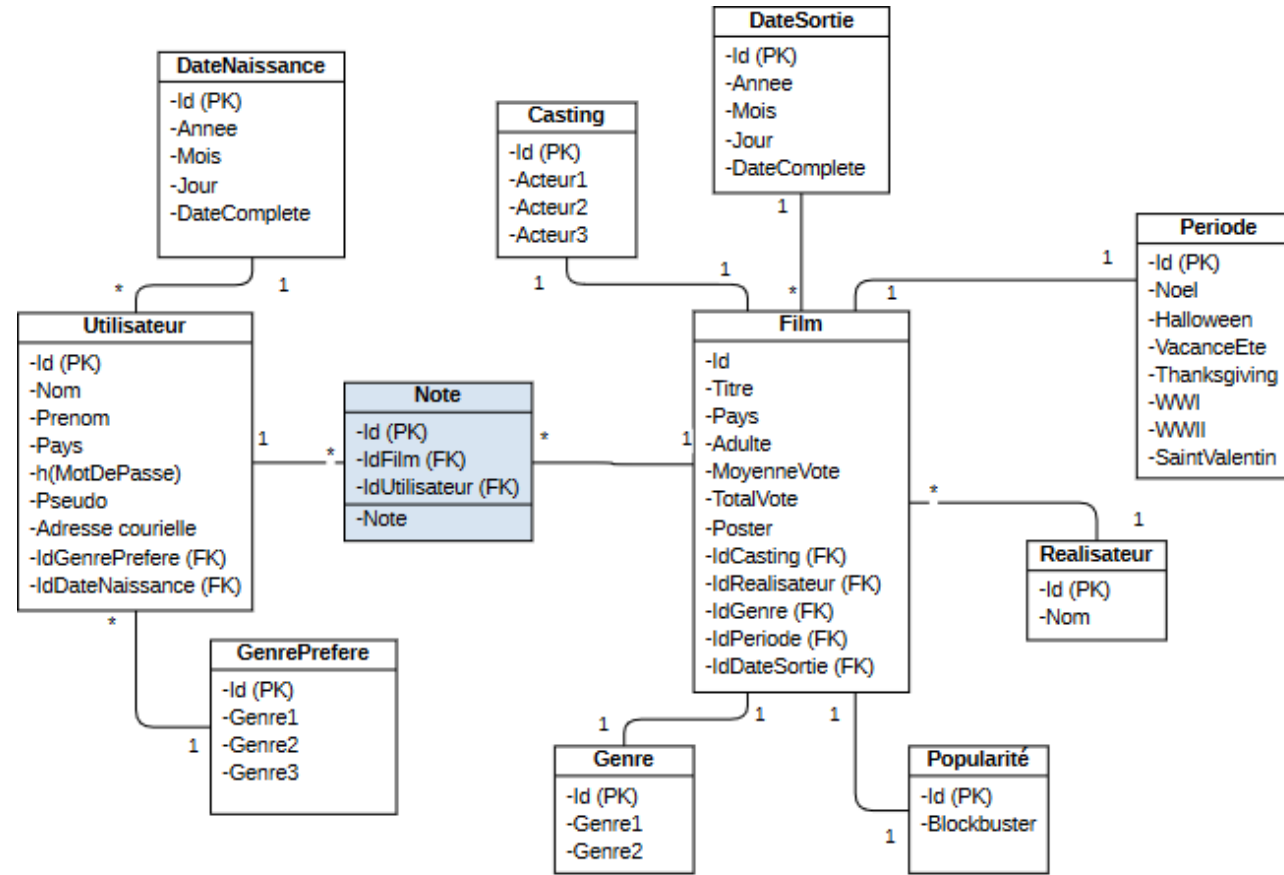 DateSortie
-Id (PK)
-Annee
-Mois
-Jour
-DateComplete
1
*
DateNaissance
-Id (PK)
-Annee
-Mois
-Jour
-DateComplete
*
1
Casting
-Id (PK)
-Acteur1
-Acteur2
-Acteur3
1
1
Periode
-Id (PK)
-Noel
-Halloween
-VacanceEte
-Thanksgiving
-WWI
-WWII
-SaintValentin
1
1
Utilisateur
-Id (PK)
-Nom
-Prenom
-Pays
-h(MotDePasse)
-Pseudo
-Adresse courielle
-IdGenrePrefere (FK)
-IdDateNaissance (FK)
1
*
Note
-Id (PK)
-IdFilm (FK)
-IdUtilisateur (FK)
-Note
*
1
Film
-Id
-Titre
-Pays
-Adulte
-MoyenneVote
-TotalVote
-Poster
-IdCasting (FK)
-IdRealisateur (FK)
-IdGenre (FK)
-IdPeriode (FK)
-IdDateSortie (FK)
*
1
Realisateur
-Id (PK)
-Nom
*
1
GenrePrefere
-Id (PK)
-Genre1
-Genre2
-Genre3
1
1
Genre
-Id (PK)
-Genre1
-Genre2
1
1
Popularité
-Id (PK)
-Blockbuster